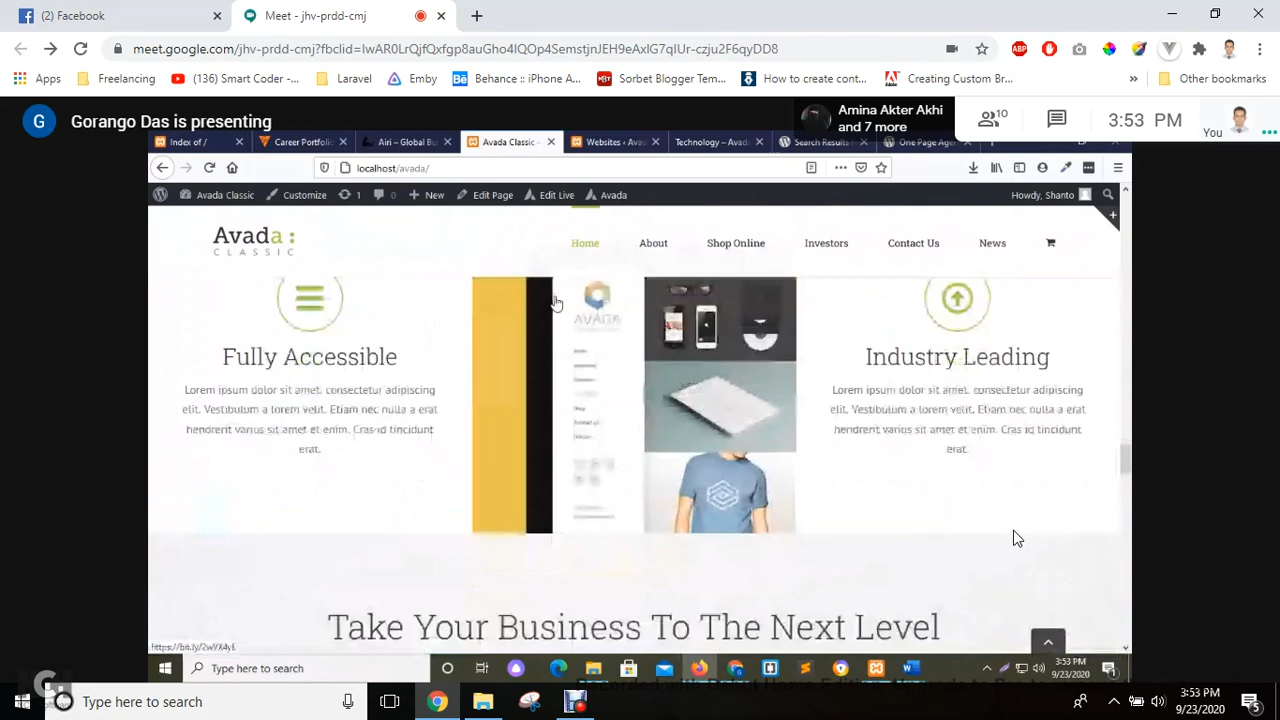 (2) Facebook
Meet - jhv-prdd-cmj
meet.google.com/jhv-prdd-cmj?fbclid=IwAR0LrQjfQxfgp8auGho4IQOp4SemstjnJEH9eAxlG7qIUr-czju2F6qyDD8
Apps
Freelancing
(136) Smart Coder -...
Laravel
Emby
Behance :: iPhone A...
Sorbet Blogger Tem...
How to create cont...
Creating Custom Br...
»
Other bookmarks
G
Gorango Das is presenting
Amina Akter Akhi
and 7 more
10
3:53 PM
You
Index of /
Career Portfolio
Airi – Global Bu
Avada Classic –
Websites – Avada
Technology – Avada
Search Results
One Page Agen
localhost/avada/
Avada Classic
Customize
1
0
New
Edit Page
Edit Live
Avada
Howdy, Shanto
Avada :
CLASSIC
Home
About
Shop Online
Investors
Contact Us
News
AVADA
Fully Accessible
Lorem ipsum dolor sit amet, consectetur adipiscing
elit. Vestibulum a lorem velit. Etiam nec nulla a erat
hendrerit varius sit amet et enim. Cras id tincidunt
erat.
Industry Leading
Lorem ipsum dolor sit amet, consectetur adipiscing
elit. Vestibulum a lorem velit. Etiam nec nulla a erat
hendrerit varius sit amet et enim. Cras id tincidunt
erat.
Take Your Business To The Next Level
Type here to search
3:53 PM
9/23/2020
1
Type here to search
3:53 PM
9/23/2020
5